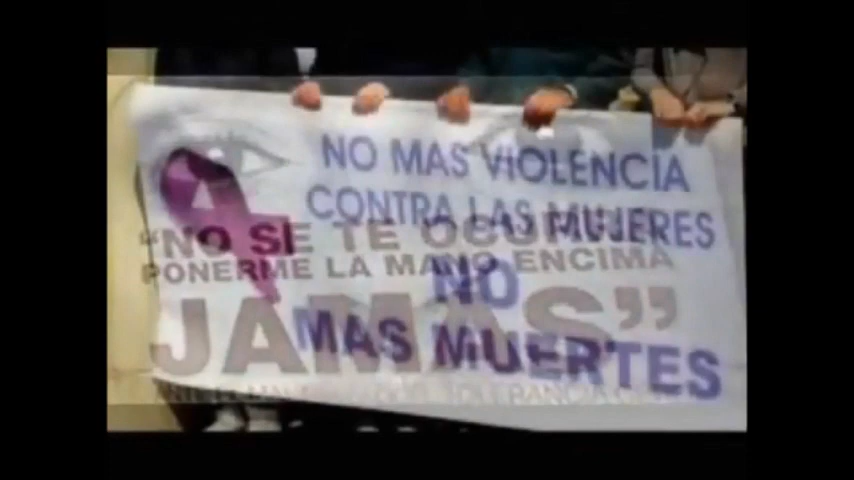 NO MAS VIOLENCIA
CONTRA LAS MUJERES
NO
MAS MUERTES
“NO SE TE
PONERME LA MANO ENCIMA
JAMAS”